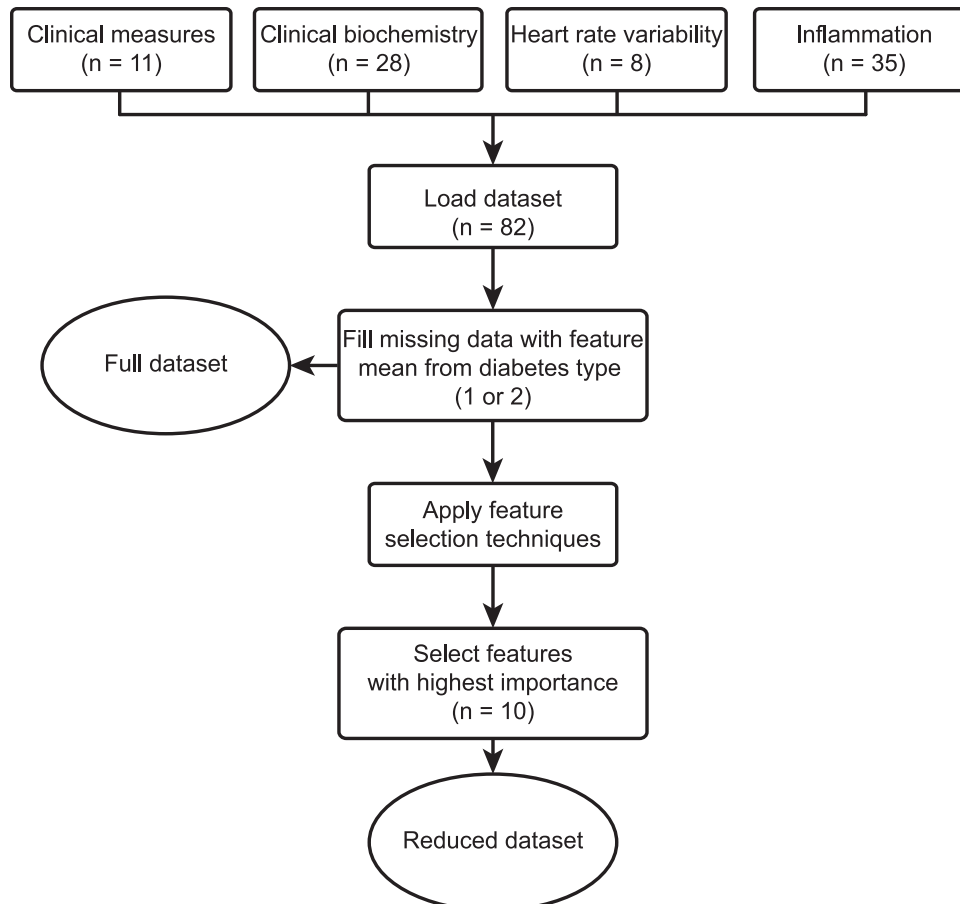 Clinical measures
(n = 11)
Clinical biochemistry
(n = 28)
Heart rate variability
(n = 8)
Inflammation
(n = 35)
Load dataset
(n = 82)
Fill missing data with feature
mean from diabetes type
(1 or 2)
Full dataset
Apply feature
selection techniques
Select features
with highest importance
(n = 10)
Reduced dataset